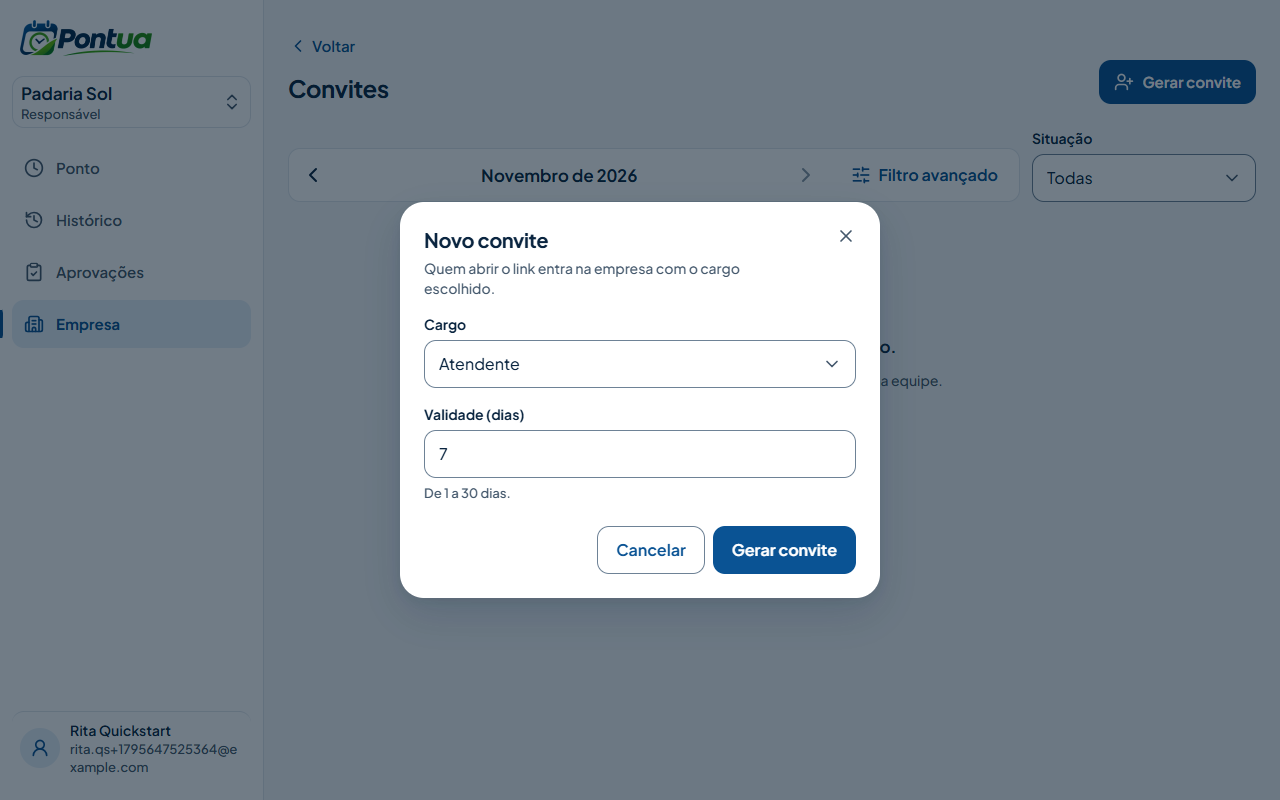 Pontua
Padaria Sol
Responsável
Ponto
Histórico
Aprovações
Empresa
Rita Quickstart
rita.qs+1795647525364@e
xample.com
Voltar
Convites
Gerar convite
Novembro de 2026
Filtro avançado
Situação
Todas
o.
a equipe.
Novo convite
Quem abrir o link entra na empresa com o cargo
escolhido.
Cargo
Atendente
Validade (dias)
7
De 1 a 30 dias.
Cancelar
Gerar convite